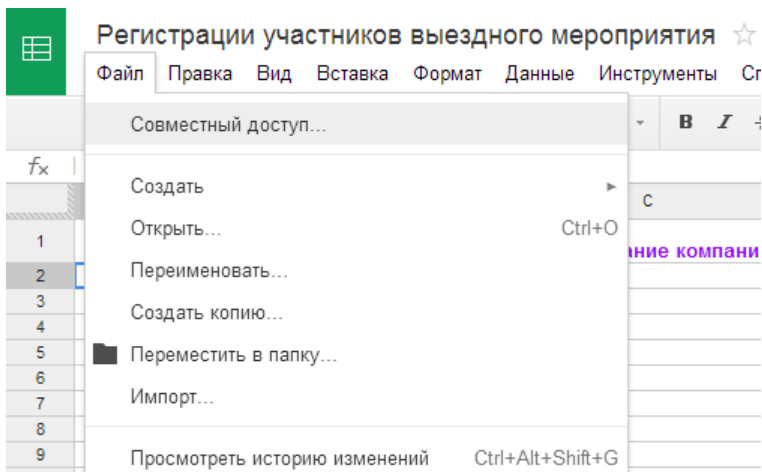 Регистрации участников выездного мероприятия
Файл Правка Вид Вставка Формат Данные Инструменты
Совместный доступ... B I
fx
Создать C
1 Открыть... Ctrl+O
2 Переименовать...
3
4 Создать копию...
5 Переместить в папку...
6
7 Импорт...
8
9 Просмотреть историю изменений Ctrl+Alt+Shift+G